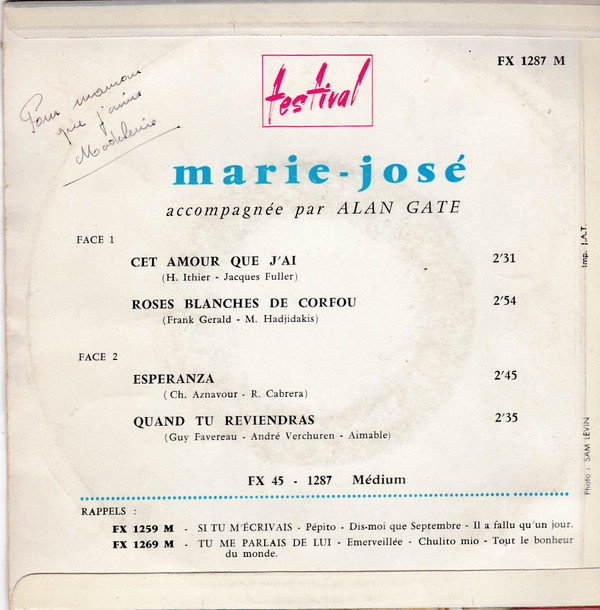 FX 1287 M
festival
Pour maman
que j'aime
Madeleine
marie-josé
accompagnée par ALAN GATE
FACE 1
CET AMOUR QUE J'AI 2'31
(H. Ithier - Jacques Fuller)
ROSES BLANCHES DE CORFOU 2'54
(Frank Gerald - M. Hadjidakis)
FACE 2
ESPERANZA 2'45
( Ch. Aznavour - R. Cabrera)
QUAND TU REVIENDRAS 2'35
(Guy Favereau - André Verchuren - Aimable)
FX 45 - 1287 Médium
RAPPELS :
FX 1259 M - SI TU M'ÉCRIVAIS - Pépito - Dis-moi que Septembre - Il a fallu qu'un jour.
FX 1269 M - TU ME PARLAIS DE LUI - Emerveillée - Chulito mio - Tout le bonheur
du monde.
Imp. J.A.T.
Photo : SAM LEVIN